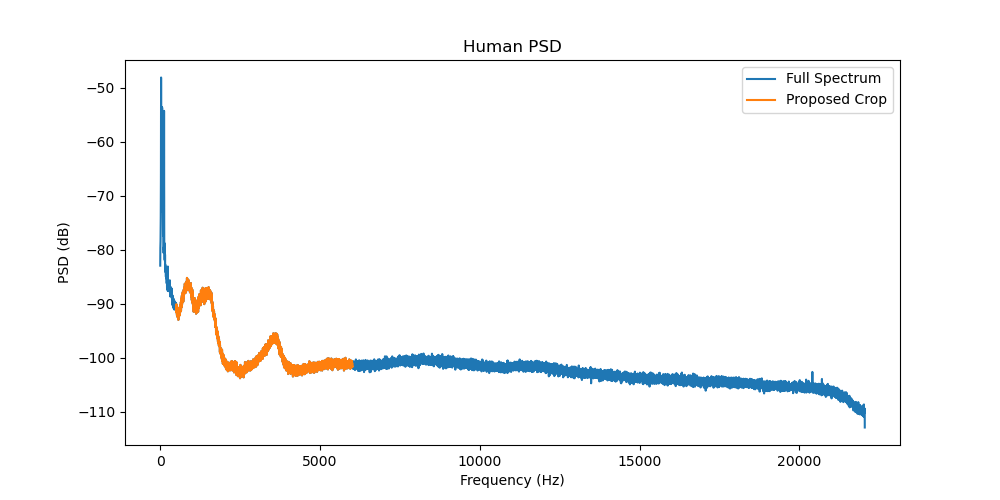 Human PSD
Full Spectrum
Proposed Crop
PSD (dB)
−50
−60
−70
−80
−90
−100
−110
0
5000
10000
15000
20000
Frequency (Hz)